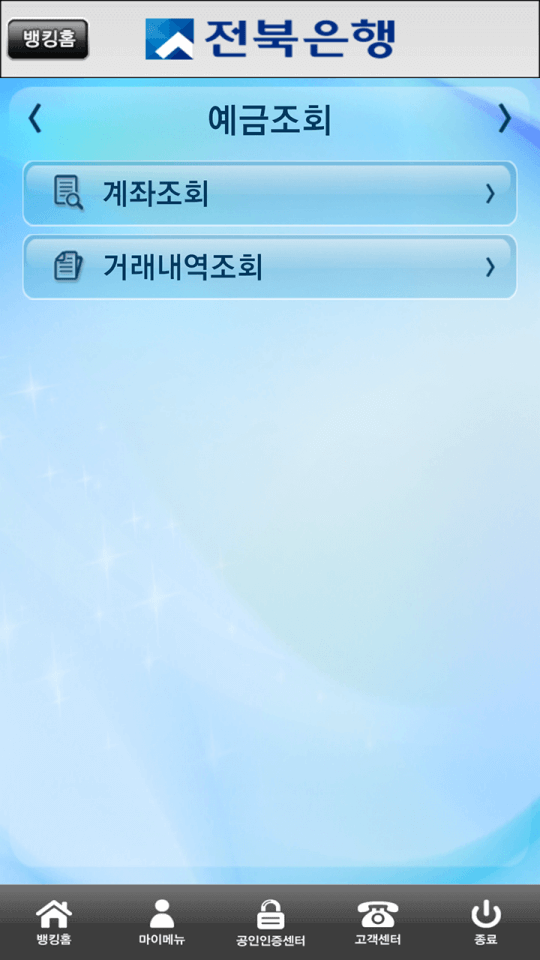 뱅킹홈
전북은행
예금조회
계좌조회
거래내역조회
뱅킹홈
마이메뉴
공인인증센터
고객센터
종료